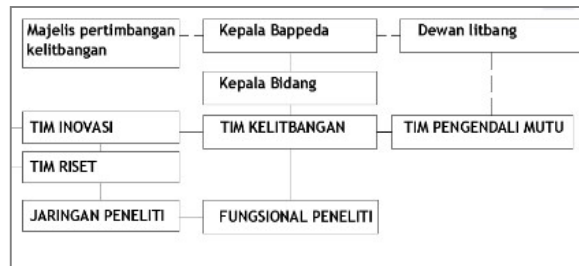 Majelis pertimbangan
kelitbangan
Kepala Bappeda
Dewan litbang
Kepala Bidang
TIM INOVASI
TIM KELITBANGAN
TIM PENGENDALI MUTU
TIM RISET
JARINGAN PENELITI
FUNGSIONAL PENELITI